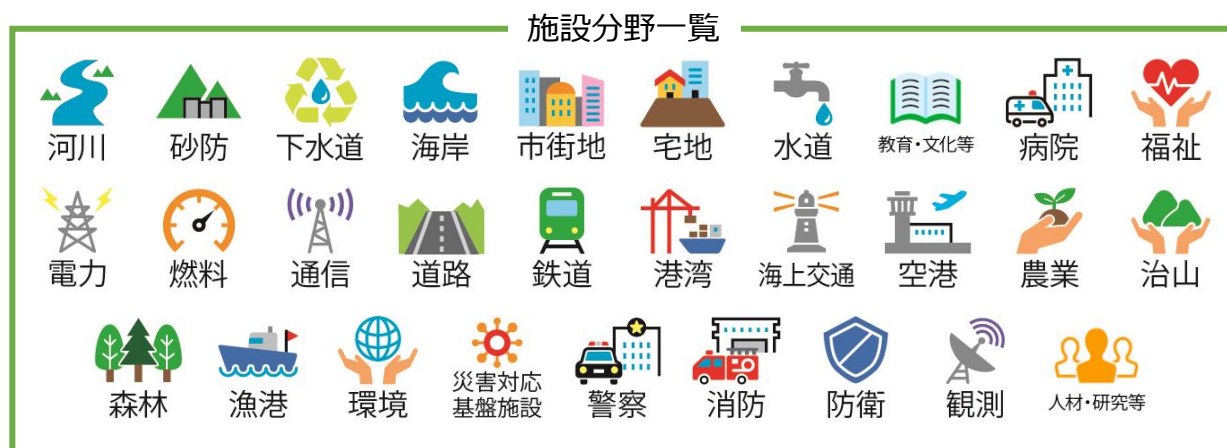 施設分野一覧
河川 砂防 下水道 海岸 市街地 宅地 水道 教育・文化等 病院 福祉
電力 燃料 通信 道路 鉄道 港湾 海上交通 空港 農業 治山
森林 漁港 環境 災害対応
基盤施設 警察 消防 防衛 観測 人材・研究等